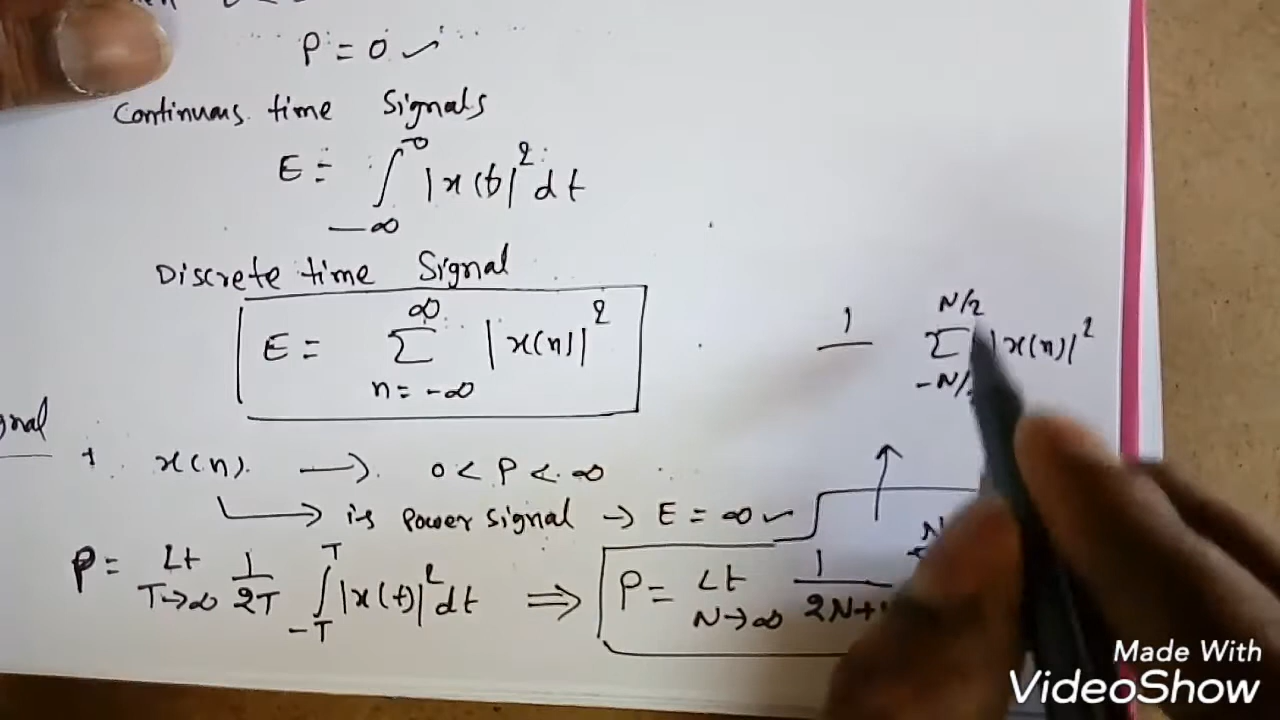 P = 0 ✓
Continuous time Signals
E = ∫_{-∞}^{∞} |x(t)|^2 dt
Discrete time Signal
E = Σ_{n=-∞}^{∞} |x(n)|^2
1/ Σ_{-N/2}^{N/2} |x(n)|^2
x(n). → 0 < P < ∞
is power signal → E = ∞ ✓
P = Lt_{T→∞} 1/2T ∫_{-T}^{T} |x(t)|^2 dt ⇒ P = Lt_{N→∞} 1/2N+1
Made With
VideoShow